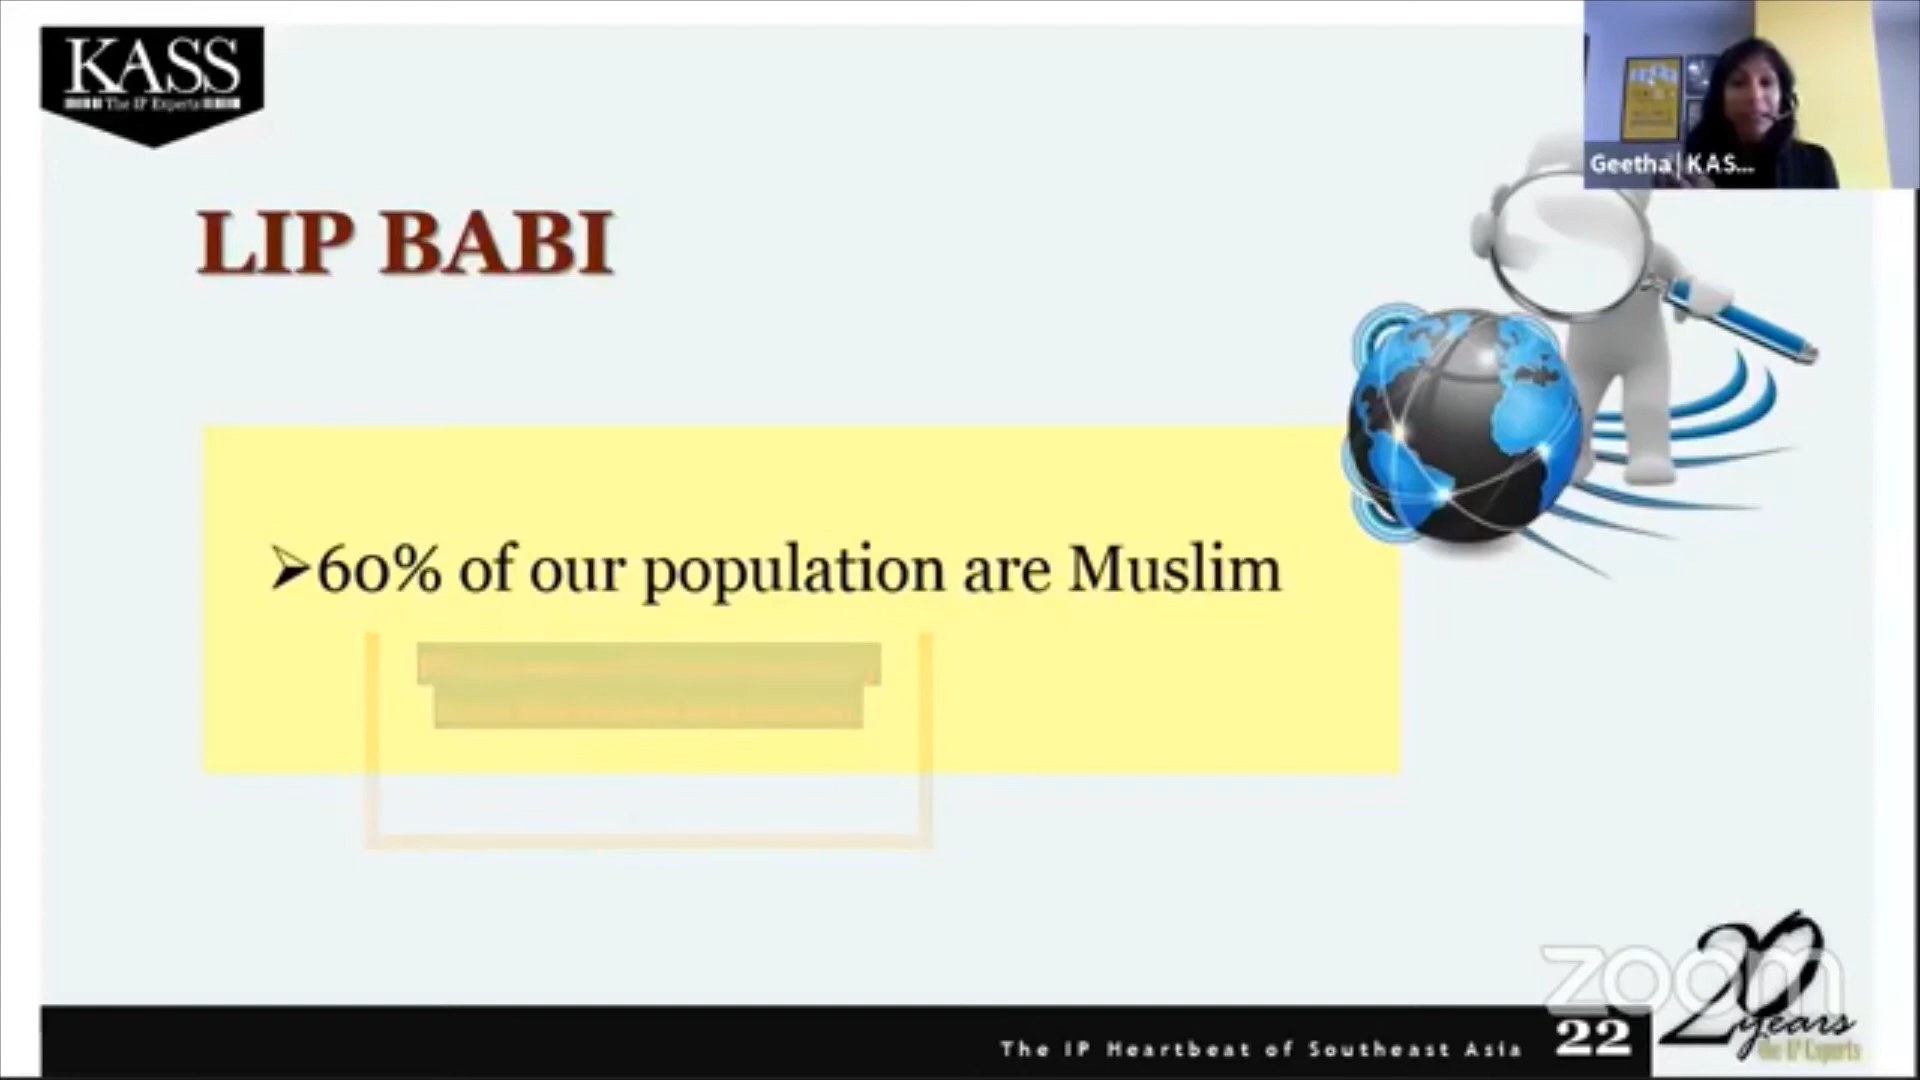 KASS
The IP Experts
Geetha | K A S...
LIP BABI
➤60% of our population are Muslim
zoom
20
years
The IP Experts
The IP Heartbeat of Southeast Asia
22